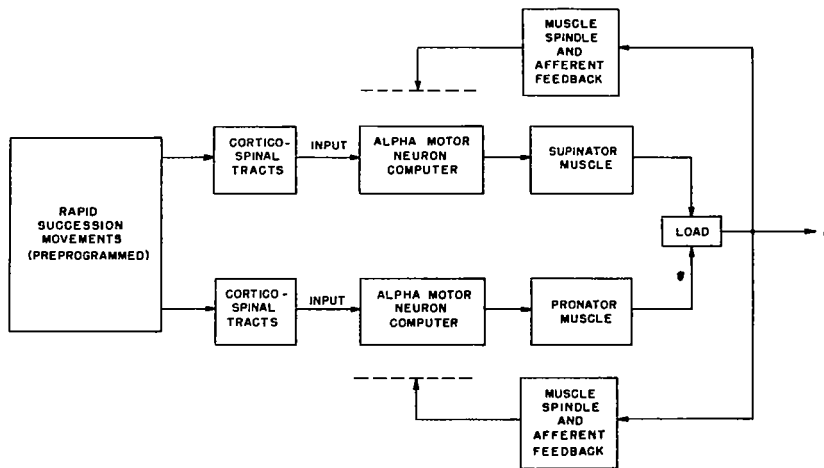 MUSCLE
SPINDLE
AND
AFFERENT
FEEDBACK
CORTICO-
SPINAL
TRACTS
INPUT
ALPHA MOTOR
NEURON
COMPUTER
SUPINATOR
MUSCLE
RAPID
SUCCESSION
MOVEMENTS
(PREPROGRAMMED)
LOAD
CORTICO-
SPINAL
TRACTS
INPUT
ALPHA MOTOR
NEURON
COMPUTER
PRONATOR
MUSCLE
MUSCLE
SPINDLE
AND
AFFERENT
FEEDBACK